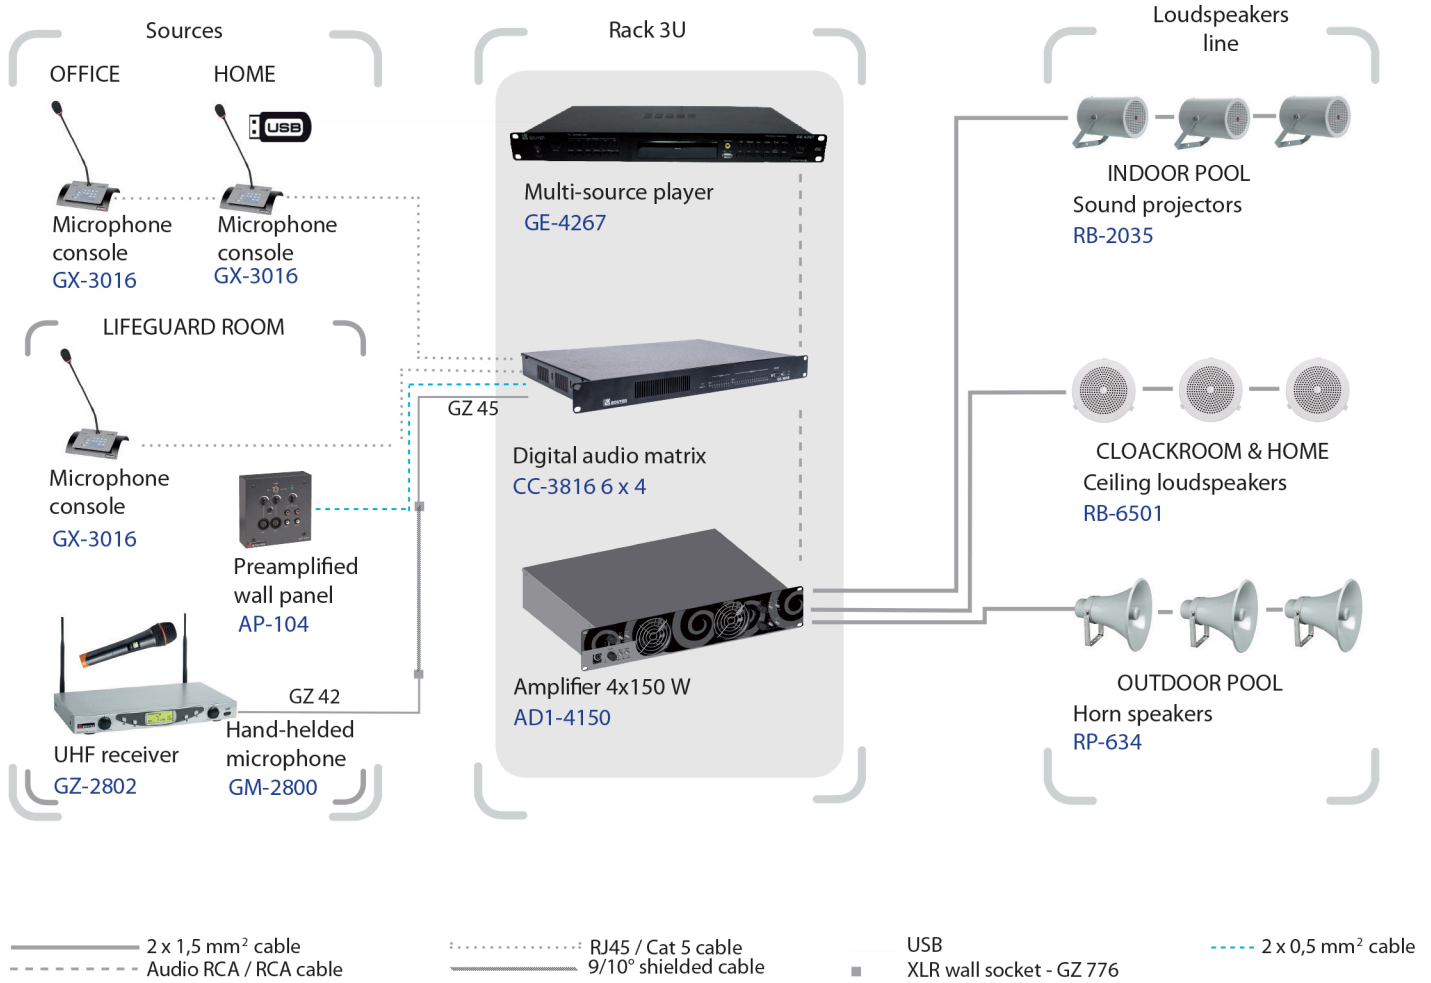 Sources
Rack 3U
Loudspeakers
line
OFFICE
HOME
USB
Microphone
console
GX-3016
Microphone
console
GX-3016
LIFEGUARD ROOM
Microphone
console
GX-3016
Preamplified
wall panel
AP-104
GZ 42
UHF receiver
GZ-2802
Hand-helded
microphone
GM-2800
GZ 45
Multi-source player
GE-4267
Digital audio matrix
CC-3816 6 x 4
Amplifier 4x150 W
AD1-4150
INDOOR POOL
Sound projectors
RB-2035
CLOACKROOM & HOME
Ceiling loudspeakers
RB-6501
OUTDOOR POOL
Horn speakers
RP-634
2 x 1,5 mm² cable
Audio RCA / RCA cable
RJ45 / Cat 5 cable
9/10° shielded cable
USB
XLR wall socket - GZ 776
2 x 0,5 mm² cable